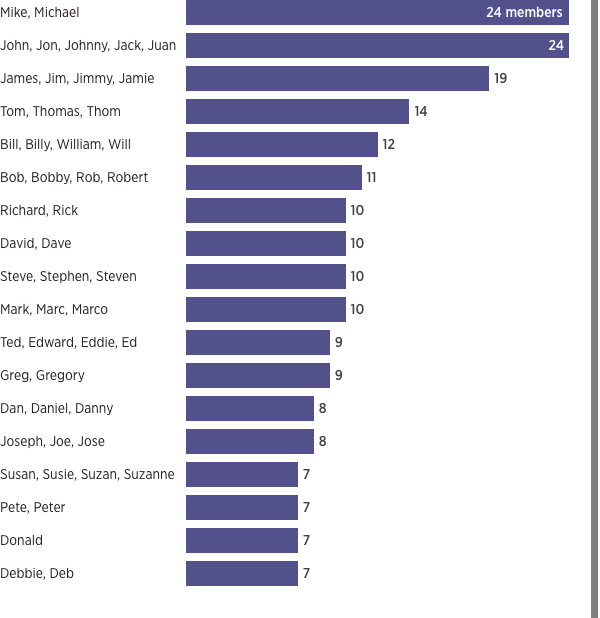 Mike, Michael 24 members
John, Jon, Johnny, Jack, Juan 24
James, Jim, Jimmy, Jamie 19
Tom, Thomas, Thom 14
Bill, Billy, William, Will 12
Bob, Bobby, Rob, Robert 11
Richard, Rick 10
David, Dave 10
Steve, Stephen, Steven 10
Mark, Marc, Marco 10
Ted, Edward, Eddie, Ed 9
Greg, Gregory 9
Dan, Daniel, Danny 8
Joseph, Joe, Jose 8
Susan, Susie, Suzan, Suzanne 7
Pete, Peter 7
Donald 7
Debbie, Deb 7